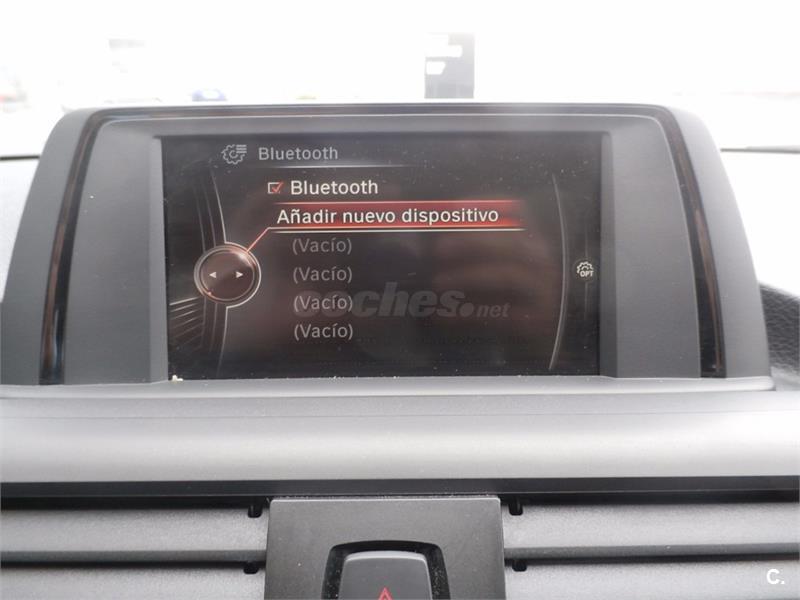 Bluetooth
Bluetooth
Añadir nuevo dispositivo
(Vacío)
(Vacío)
(Vacío)
(Vacío)
OPT
coches.net
C.